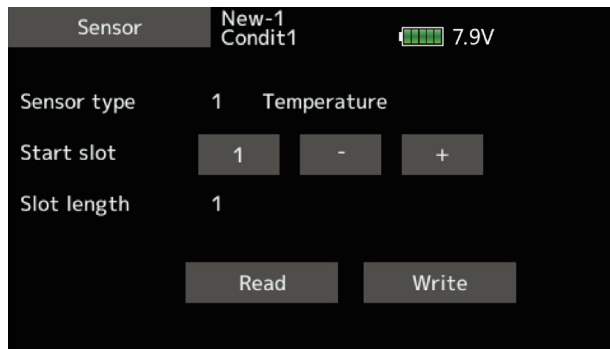 Sensor
New-1
Condit1
7.9V
Sensor type 1 Temperature
Start slot 1 - +
Slot length 1
Read Write